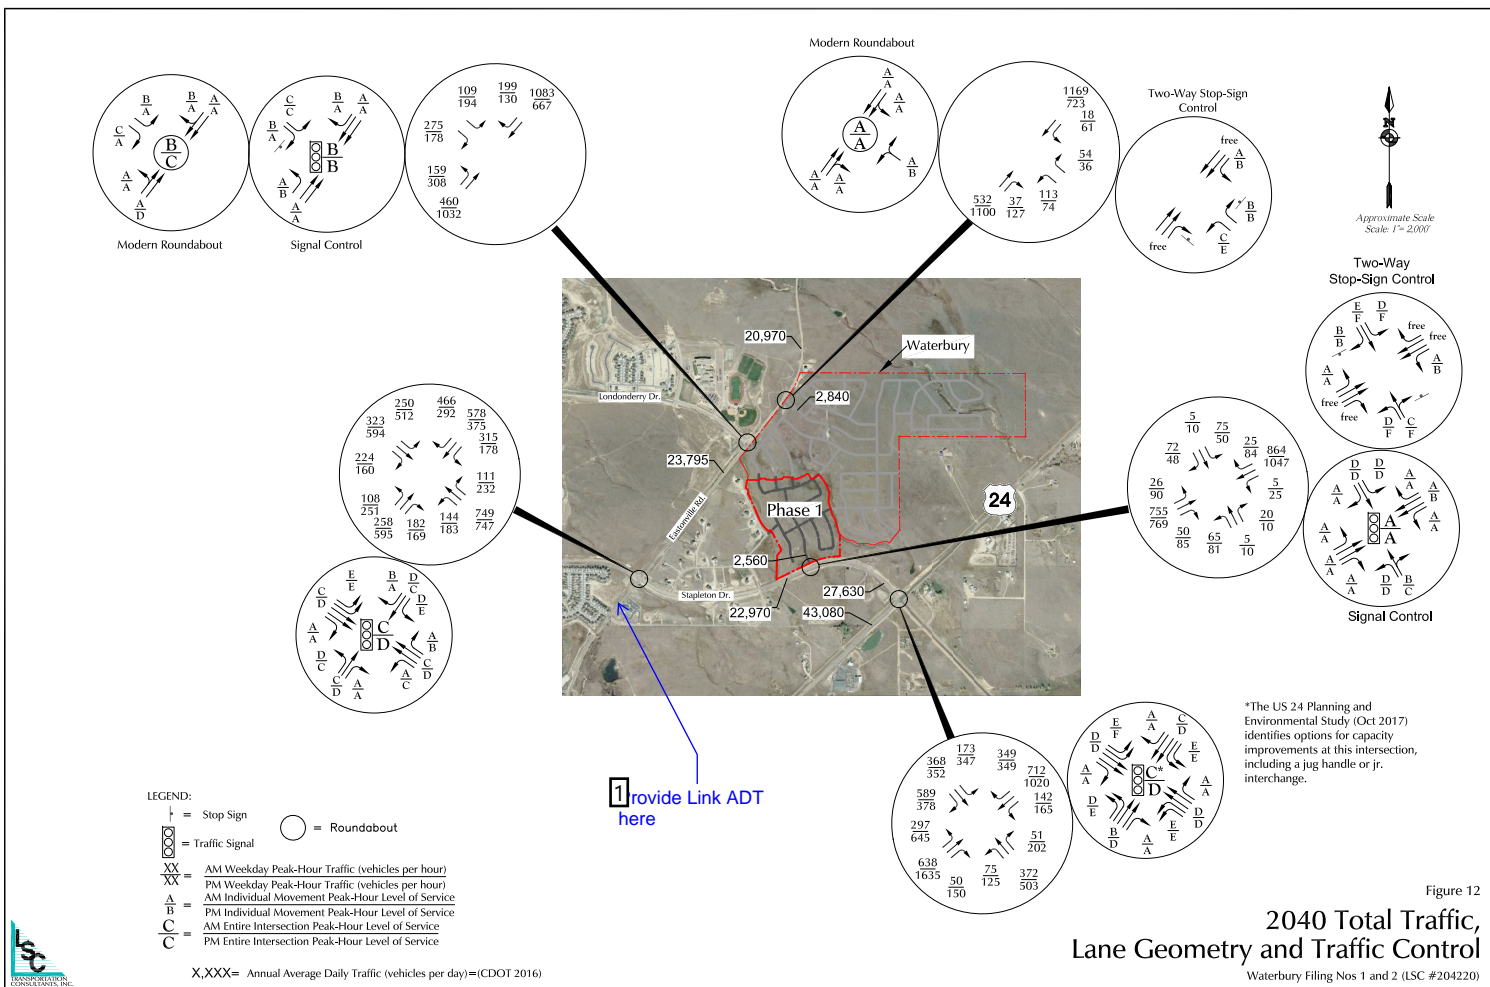 Modern Roundabout
B
A
B
A
A
A
C
A
B
C
A
A
A
D
Modern Roundabout
C
C
B
A
A
A
B
A
B
B
A
B
A
A
Signal Control
109
194
199
130
1083
667
275
178
159
308
460
1032
Modern Roundabout
A
A
A
A
A
A
A
A
A
A
A
B
1169
723
18
61
54
36
113
74
37
127
532
1100
Two-Way Stop-Sign
Control
free
A
B
B
B
C
E
free
N
Approximate Scale
Scale: 1"= 2,000'
Two-Way
Stop-Sign Control
E
F
D
F
free
free
B
B
A
B
A
A
free
free
D
F
C
F
5
10
75
50
25
84
864
1047
72
48
26
90
5
25
755
769
20
10
50
85
65
81
5
10
D
D
D
D
A
A
A
B
A
A
A
A
A
A
A
A
A
A
D
D
B
C
Signal Control
20,970
Waterbury
Londonderry Dr.
2,840
23,795
24
Phase 1
Eastonville Rd.
2,560
Stapleton Dr.
27,630
22,970
43,080
250
512
466
292
578
375
323
594
315
178
224
160
111
232
108
251
258
595
182
169
144
183
749
747
E
E
B
A
D
C
C
D
D
E
A
A
C
D
A
B
D
C
C
D
C
D
A
A
A
C
1 rovide Link ADT
here
173
347
349
349
368
352
712
1020
589
378
142
165
297
645
51
202
638
1635
50
150
75
125
372
503
E
F
A
A
C
D
D
D
E
E
A
A
C*
D
A
A
D
E
D
D
B
D
A
A
E
E
*The US 24 Planning and
Environmental Study (Oct 2017)
identifies options for capacity
improvements at this intersection,
including a jug handle or jr.
interchange.
LEGEND:
= Stop Sign
= Roundabout
= Traffic Signal
XX
XX
= AM Weekday Peak-Hour Traffic (vehicles per hour)
PM Weekday Peak-Hour Traffic (vehicles per hour)
A
B
= AM Individual Movement Peak-Hour Level of Service
PM Individual Movement Peak-Hour Level of Service
C
C
= AM Entire Intersection Peak-Hour Level of Service
PM Entire Intersection Peak-Hour Level of Service
X,XXX= Annual Average Daily Traffic (vehicles per day)=(CDOT 2016)
LSC
TRANSPORTATION
CONSULTANTS, INC.
Figure 12
2040 Total Traffic,
Lane Geometry and Traffic Control
Waterbury Filing Nos 1 and 2 (LSC #204220)